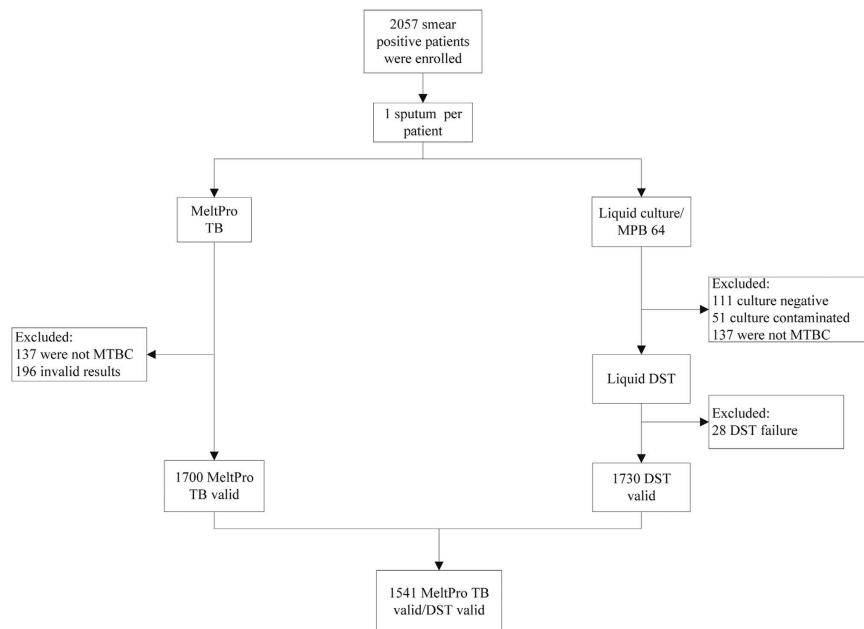 2057 smear
positive patients
were enrolled
1 sputum per
patient
MeltPro
TB
Liquid culture/
MPB 64
Excluded:
111 culture negative
51 culture contaminated
137 were not MTBC
Excluded:
137 were not MTBC
196 invalid results
Liquid DST
Excluded:
28 DST failure
1700 MeltPro
TB valid
1730 DST
valid
1541 MeltPro TB
valid/DST valid